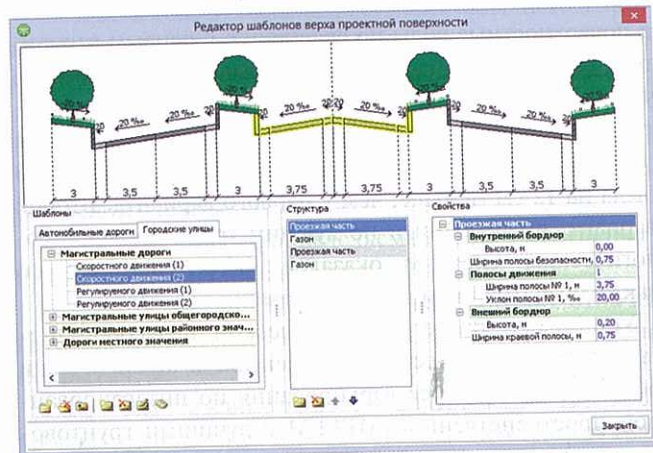 Редактор шаблонов верха проектной поверхности
20 ‰ 20 ‰ 20 ‰ 20 ‰ 20 ‰ 20 ‰
3 3,5 3,5 3 3,75 3,75 3 3,5 3,5 3
Шаблоны
Автомобильные дороги Городские улицы
Магистральные дороги
Скоростного движения (1)
Скоростного движения (2)
Регулируемого движения (1)
Регулируемого движения (2)
Магистральные улицы общегородско...
Магистральные улицы районного знач...
Дороги местного значения
Структура
Проезжая часть
Газон
Проезжая часть
Газон
Свойства
Проезжая часть
Внутренний бордюр
Высота, м 0,00
Ширина полосы безопасности, 0,75
Полосы движения 1
Ширина полосы № 1, м 3,75
Уклон полосы № 1, ‰ 20,00
Внешний бордюр
Высота, м 0,20
Ширина краевой полосы, м 0,75
Закрыть